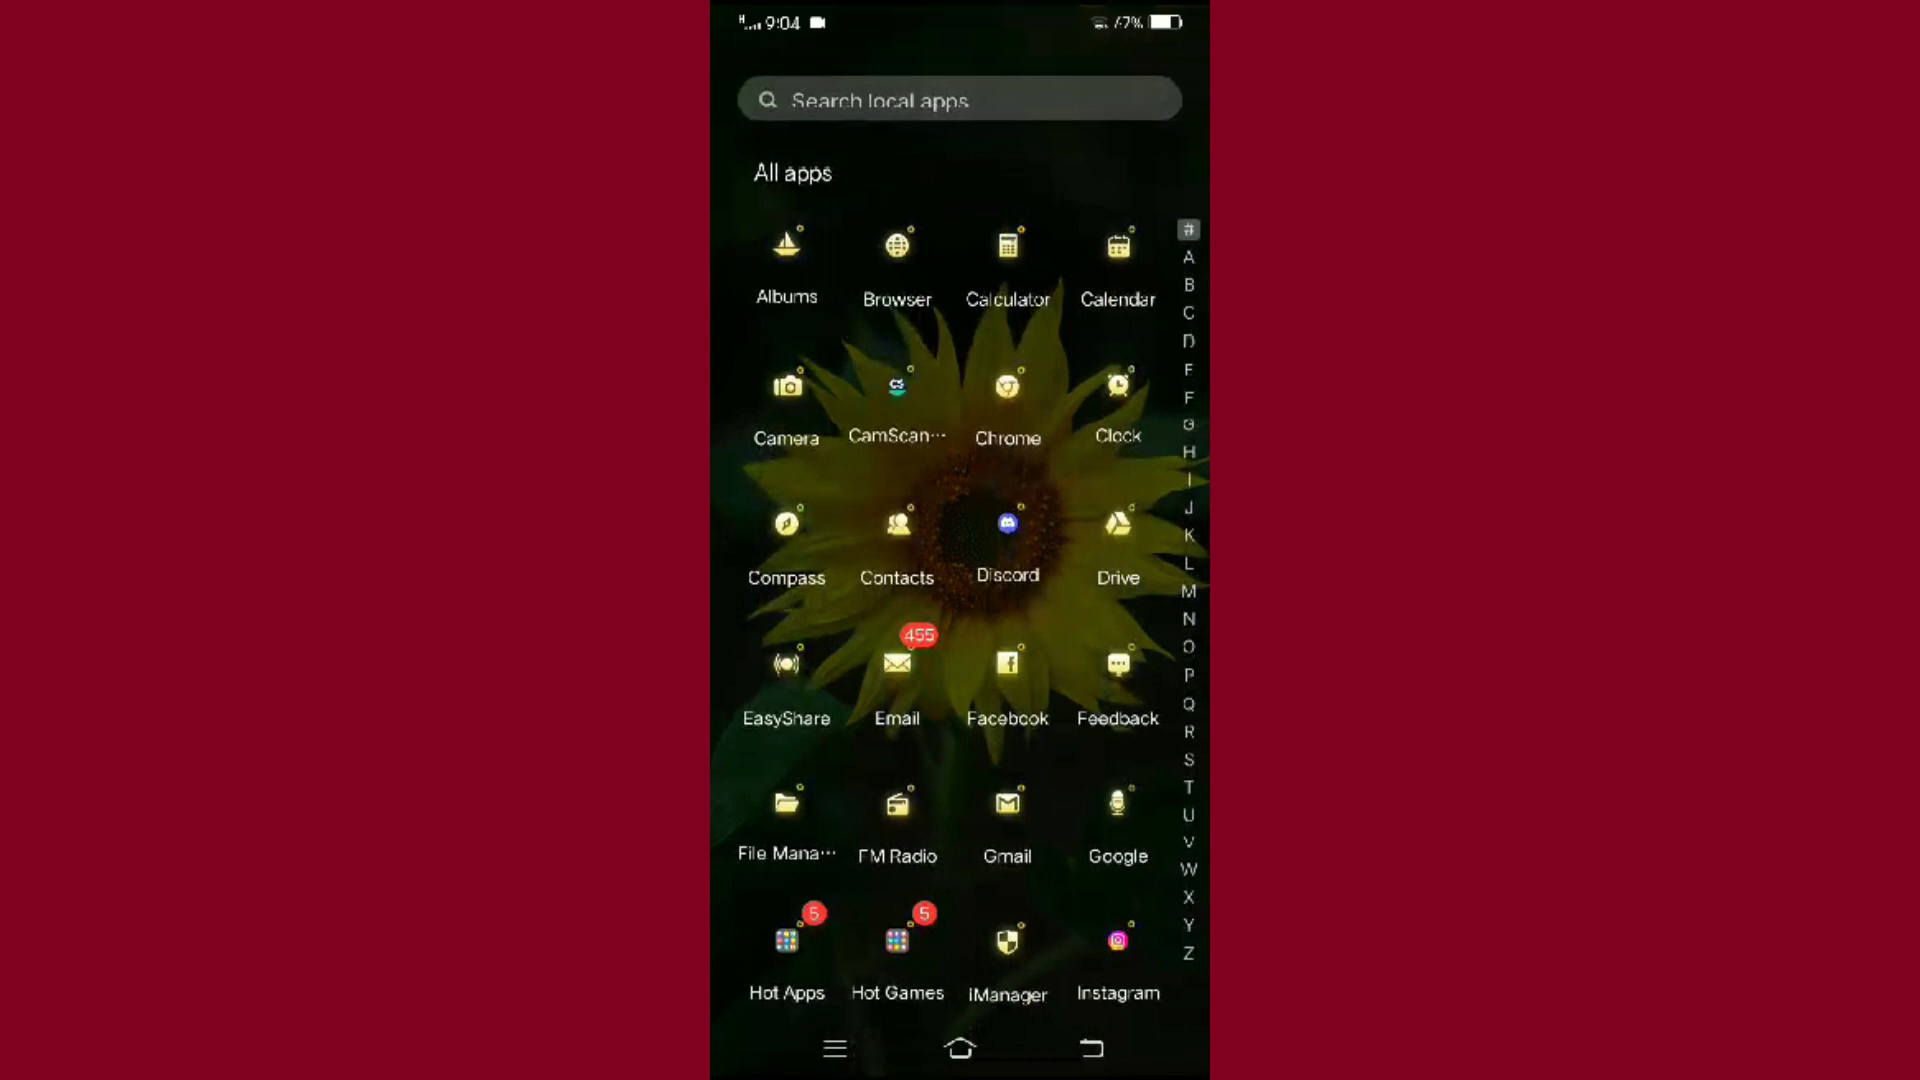 H 9:04
Search local apps
All apps
Albums Browser Calculator Calendar
Camera CamScan··· Chrome Clock
CS
Compass Contacts Discord Drive
455
EasyShare Email Facebook Feedback
File Mana··· FM Radio Gmail Google
5 5
Hot Apps Hot Games iManager Instagram
#
A
B
C
D
E
F
G
H
I
J
K
L
M
N
O
P
Q
R
S
T
U
V
W
X
Y
Z